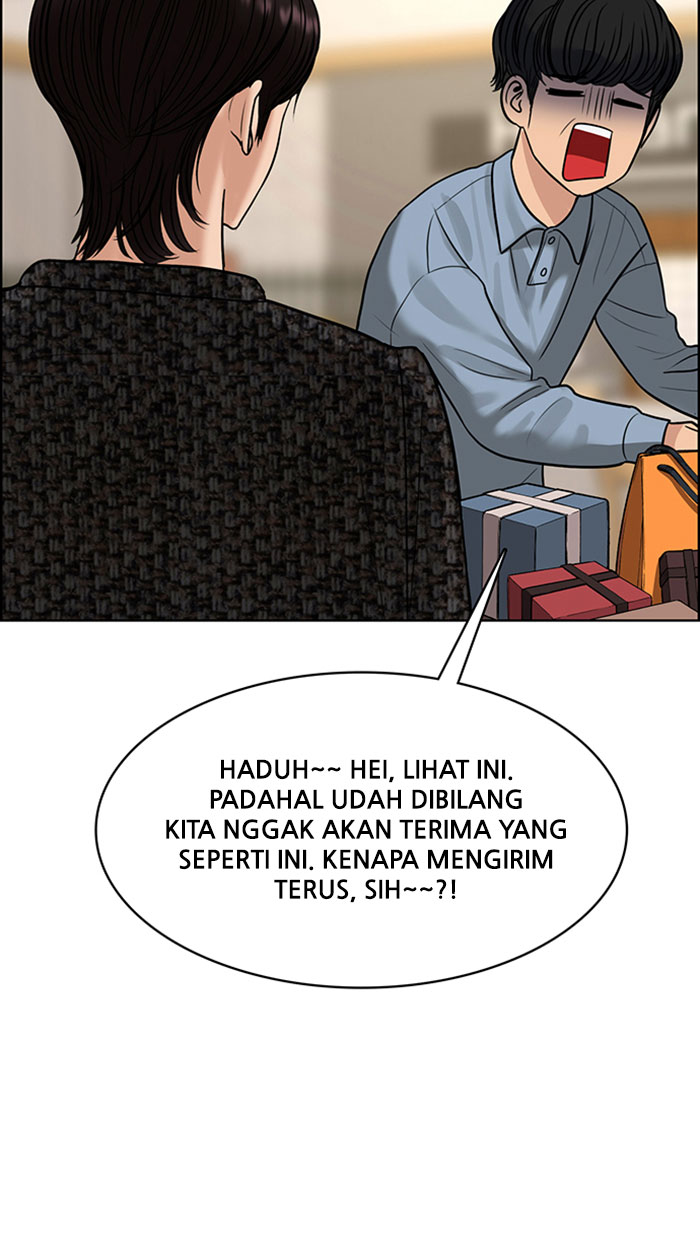 HADUH~~ HEI, LIHAT INI.
PADAHAL UDAH DIBILANG
KITA NGGAK AKAN TERIMA YANG
SEPERTI INI. KENAPA MENGIRIM
TERUS, SIH~~?!